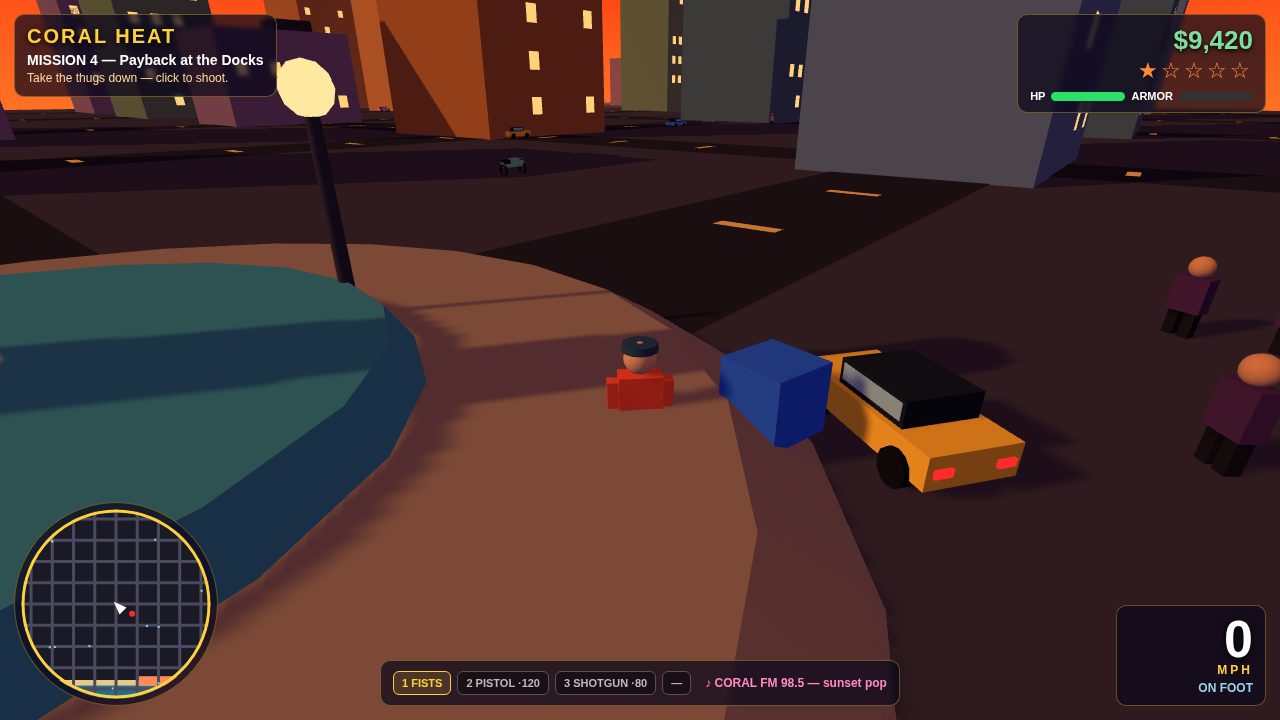 CORAL HEAT
MISSION 4 — Payback at the Docks
Take the thugs down — click to shoot.
$9,420
★☆☆☆☆
HP ARMOR
1 FISTS 2 PISTOL ·120 3 SHOTGUN ·80 — ♪ CORAL FM 98.5 — sunset pop
0
MPH
ON FOOT